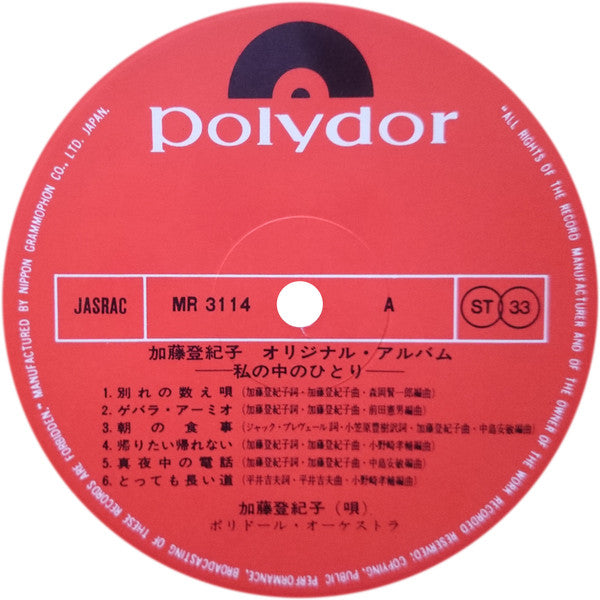 polydor
JASRAC
MR 3114
A
ST 33
加藤登紀子 オリジナル・アルバム
──私の中のひとり──
1. 別れの数え唄 (加藤登紀子詞・加藤登紀子曲・森岡賢一郎編曲)
2. ゲバラ・アーミオ (加藤登紀子詞・加藤登紀子曲・前田憲男編曲)
3. 朝の食事 (ジャック・プレヴェール詞・小笠原豊樹訳詞・加藤登紀子曲・中島安敏編曲)
4. 帰りたい帰れない (加藤登紀子詞・加藤登紀子曲・小野崎孝輔編曲)
5. 真夜中の電話 (加藤登紀子詞・加藤登紀子曲・中島安敏編曲)
6. とっても長い道 (平井吉夫詞・平井吉夫曲・小野崎孝輔編曲)
加藤登紀子 (唄)
ポリドール・オーケストラ
"ALL RIGHTS OF THE RECORD MANUFACTURER AND OF THE OWNER OF THE WORK RECORDED RESERVED; COPYING, PUBLIC PERFORMANCE, BROADCASTING OF THESE RECORDS ARE FORBIDDEN" MANUFACTURED BY NIPPON GRAMMOPHON CO., LTD. JAPAN.